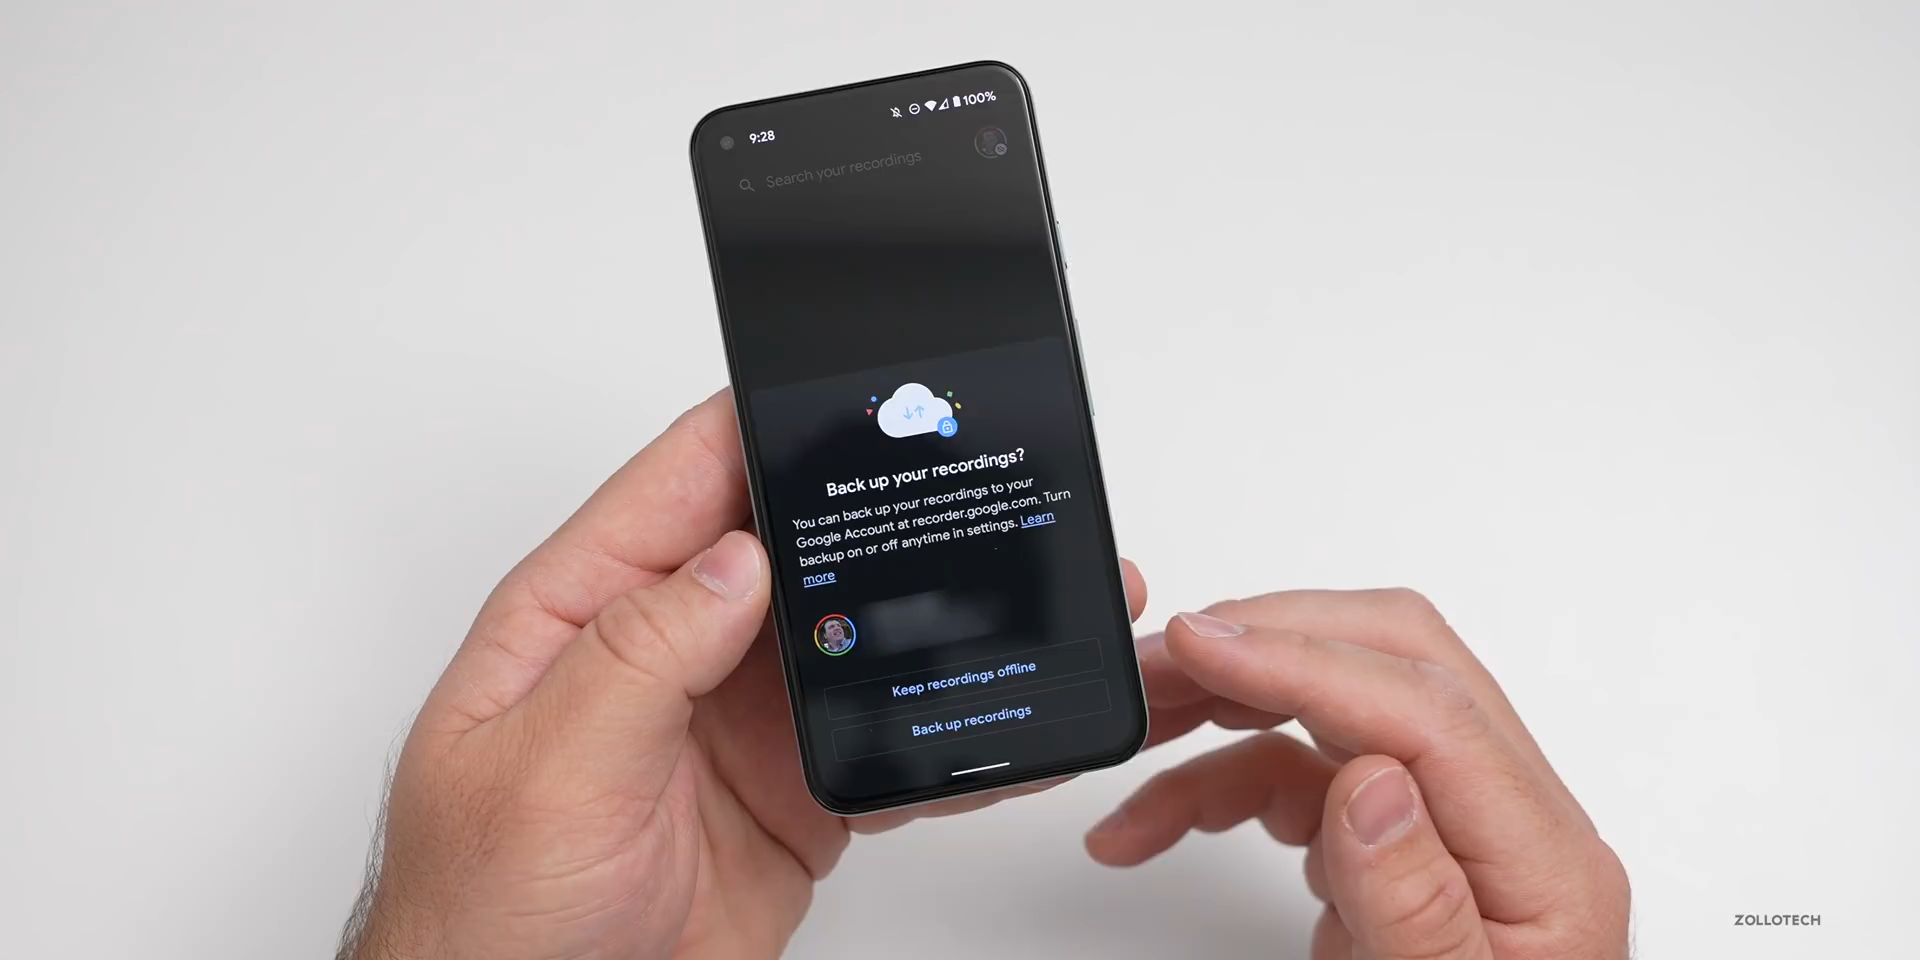 9:28
100%
Search your recordings
Back up your recordings?
You can back up your recordings to your
Google Account at recorder.google.com. Turn
backup on or off anytime in settings. Learn
more
Keep recordings offline
Back up recordings
ZOLLOTECH